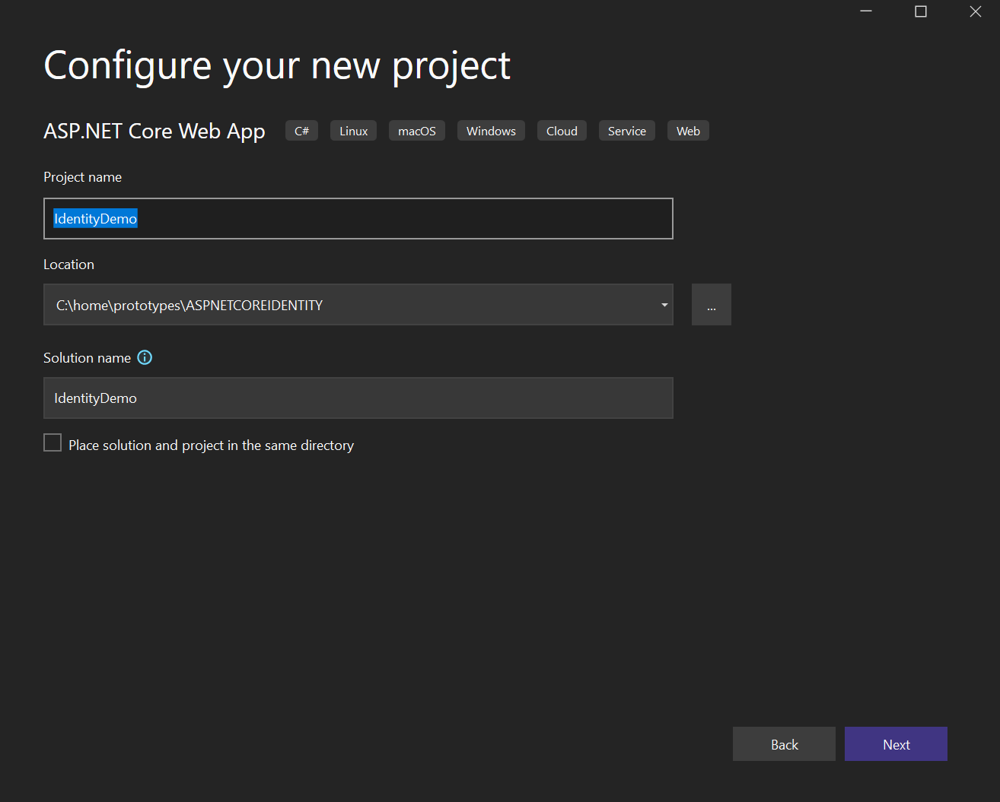 Configure your new project
ASP.NET Core Web App C# Linux macOS Windows Cloud Service Web
Project name
IdentityDemo
Location
C:\home\prototypes\ASPNETCOREIDENTITY
...
Solution name
IdentityDemo
Place solution and project in the same directory
Back Next